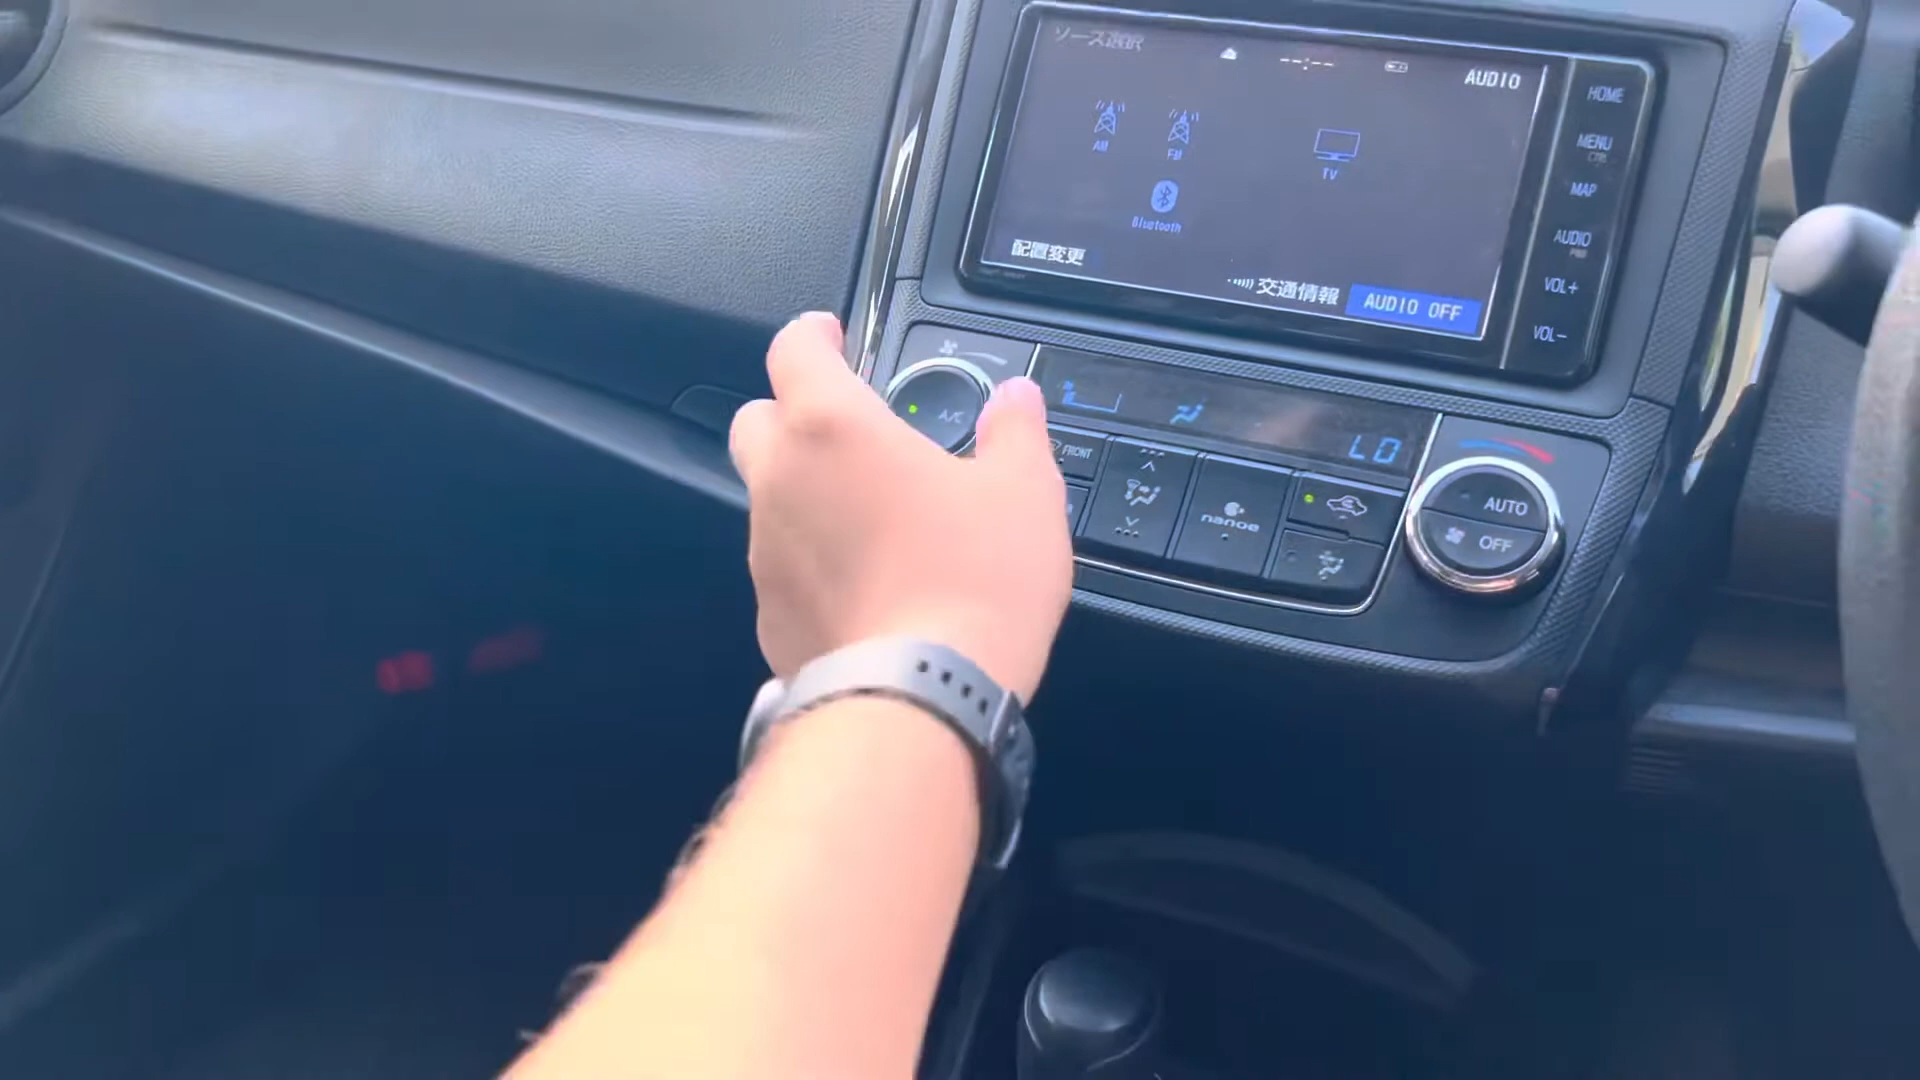 ソース選択
--:--
AUDIO
AM
FM
TV
Bluetooth
配置変更
交通情報
AUDIO OFF
HOME
MENU
CTRL
MAP
AUDIO
VOL+
VOL-
A/C
LO
FRONT
nanoe
AUTO
OFF